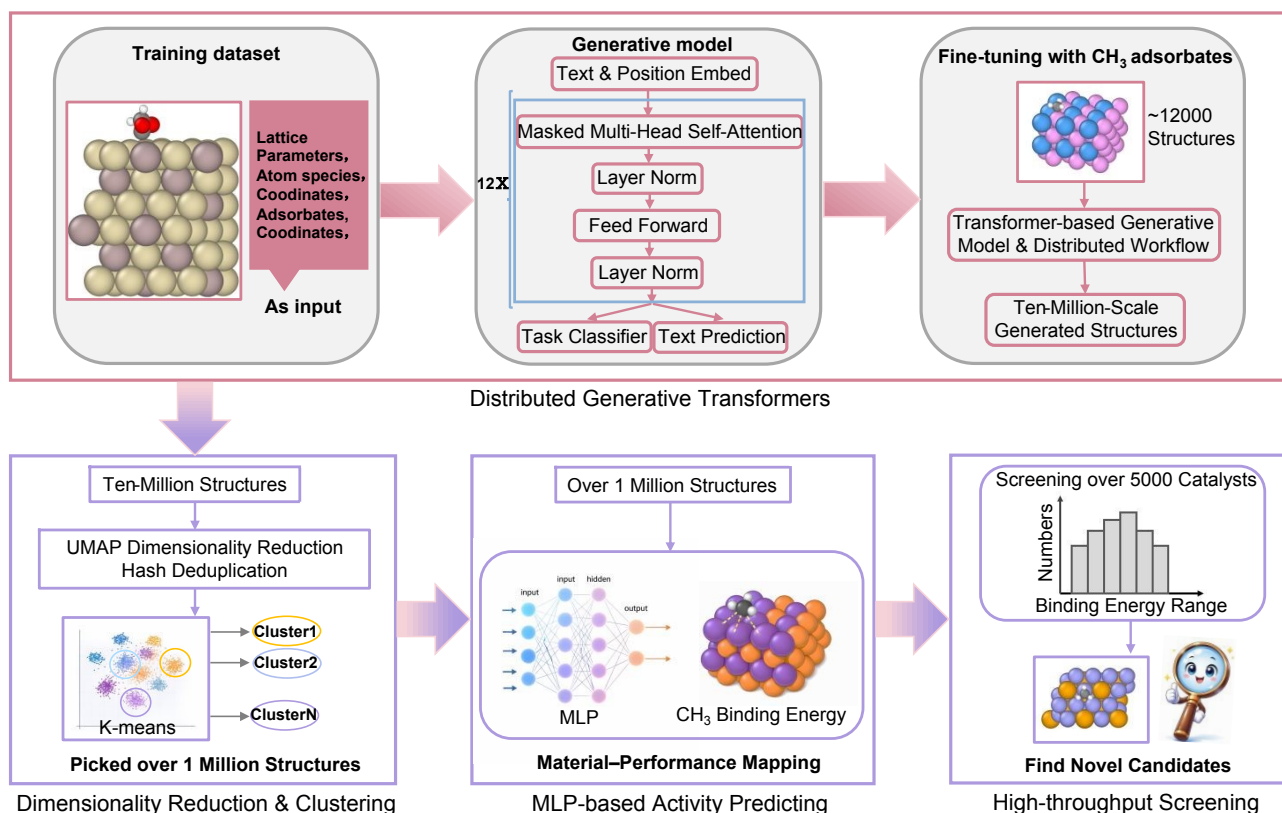 Training dataset
Lattice
Parameters,
Atom species,
Coodinates,
Adsorbates,
Coodinates,
As input
Generative model
Text & Position Embed
12X
Masked Multi-Head Self-Attention
Layer Norm
Feed Forward
Layer Norm
Task Classifier
Text Prediction
Fine-tuning with CH₃ adsorbates
~12000
Structures
Transformer-based Generative
Model & Distributed Workflow
Ten-Million-Scale
Generated Structures
Distributed Generative Transformers
Ten-Million Structures
UMAP Dimensionality Reduction
Hash Deduplication
Cluster1
Cluster2
ClusterN
K-means
Picked over 1 Million Structures
Dimensionality Reduction & Clustering
Over 1 Million Structures
input
input
hidden
output
MLP
CH₃ Binding Energy
Material–Performance Mapping
MLP-based Activity Predicting
Screening over 5000 Catalysts
Numbers
Binding Energy Range
Find Novel Candidates
High-throughput Screening